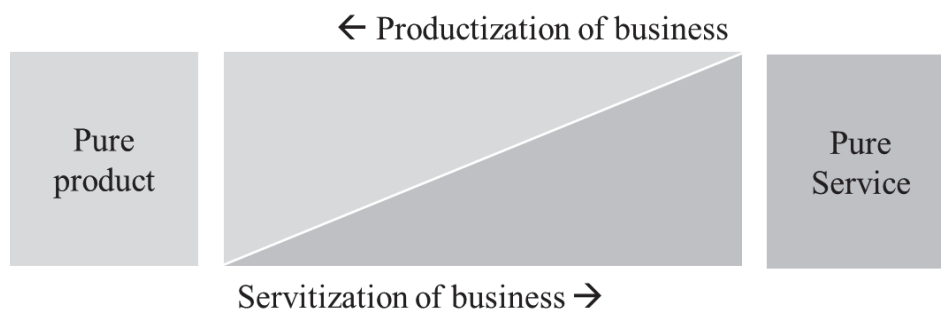 ← Productization of business
Pure
product
Pure
Service
Servitization of business →